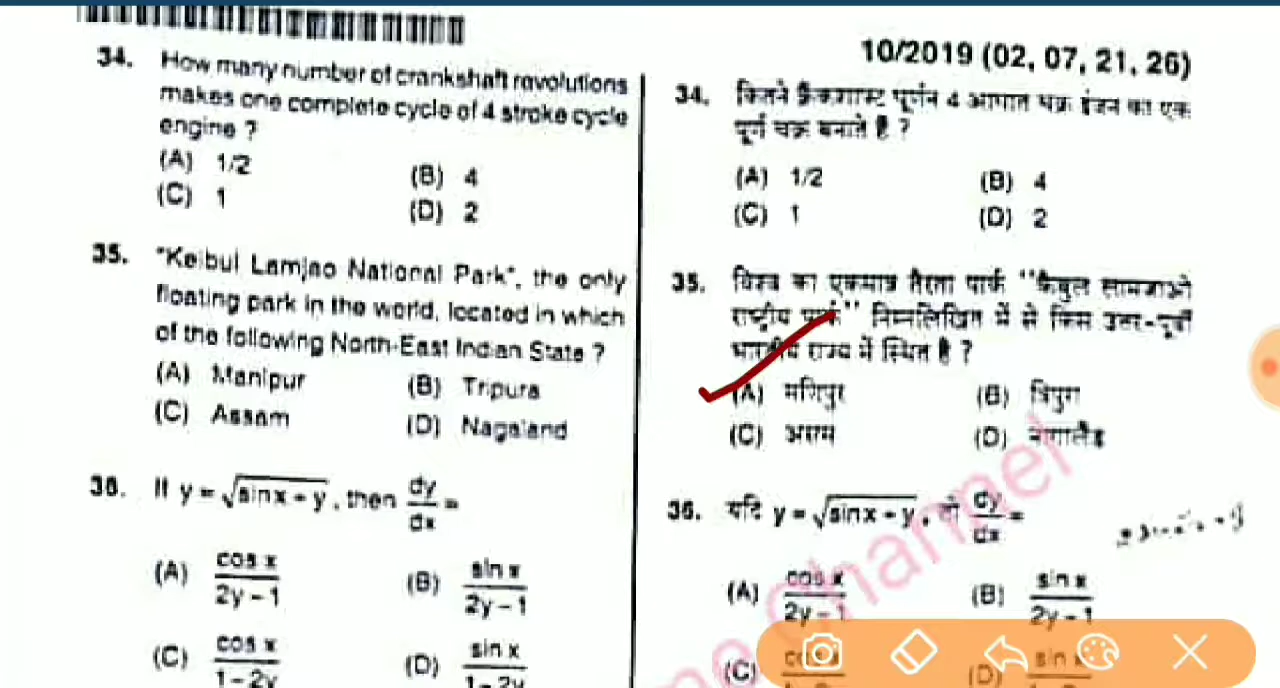 34. How many number of crankshaft revolutions
makes one complete cycle of 4 stroke cycle
engine ?
(A) 1/2
(B) 4
(C) 1
(D) 2
35. "Keibul Lamjao National Park", the only
floating park in the world, located in which
of the following North-East Indian State ?
(A) Manipur
(B) Tripura
(C) Assam
(D) Nagaland
36. If y = √sinx + y , then dy/dx =
(A) cos x / 2y – 1
(B) sin x / 2y – 1
(C) cos x / 1 – 2y
(D) sin x / 1 – 2y
10/2019 (02, 07, 21, 26)
34. कितने क्रैंकशाफ्ट घूर्णन 4 आघात चक्र इंजन का एक
पूर्ण चक्र बनाते है ?
(A) 1/2
(B) 4
(C) 1
(D) 2
35. विश्व का एकमात्र तैरता पार्क "कैबुल लामजाओ
राष्ट्रीय पार्क" निम्नलिखित में से किस उत्तर-पूर्वी
भारतीय राज्य में स्थित है ?
(A) मणिपुर
(B) त्रिपुरा
(C) असम
(D) नागालैंड
36. यदि y = √sinx + y , तो dy/dx =
(A) cos x / 2y – 1
(B) sin x / 2y – 1
(C) cos x
(D) sin x
Channel